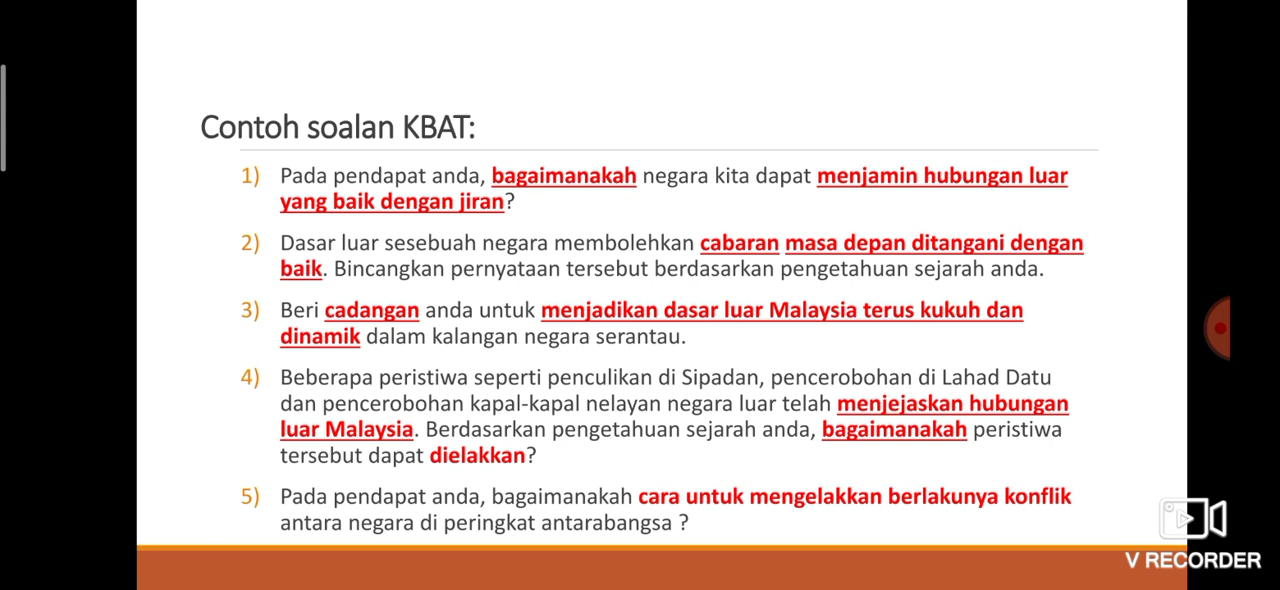 Contoh soalan KBAT:
1) Pada pendapat anda, bagaimanakah negara kita dapat menjamin hubungan luar
yang baik dengan jiran?
2) Dasar luar sesebuah negara membolehkan cabaran masa depan ditangani dengan
baik. Bincangkan pernyataan tersebut berdasarkan pengetahuan sejarah anda.
3) Beri cadangan anda untuk menjadikan dasar luar Malaysia terus kukuh dan
dinamik dalam kalangan negara serantau.
4) Beberapa peristiwa seperti penculikan di Sipadan, pencerobohan di Lahad Datu
dan pencerobohan kapal-kapal nelayan negara luar telah menjejaskan hubungan
luar Malaysia. Berdasarkan pengetahuan sejarah anda, bagaimanakah peristiwa
tersebut dapat dielakkan?
5) Pada pendapat anda, bagaimanakah cara untuk mengelakkan berlakunya konflik
antara negara di peringkat antarabangsa ?
V RECORDER